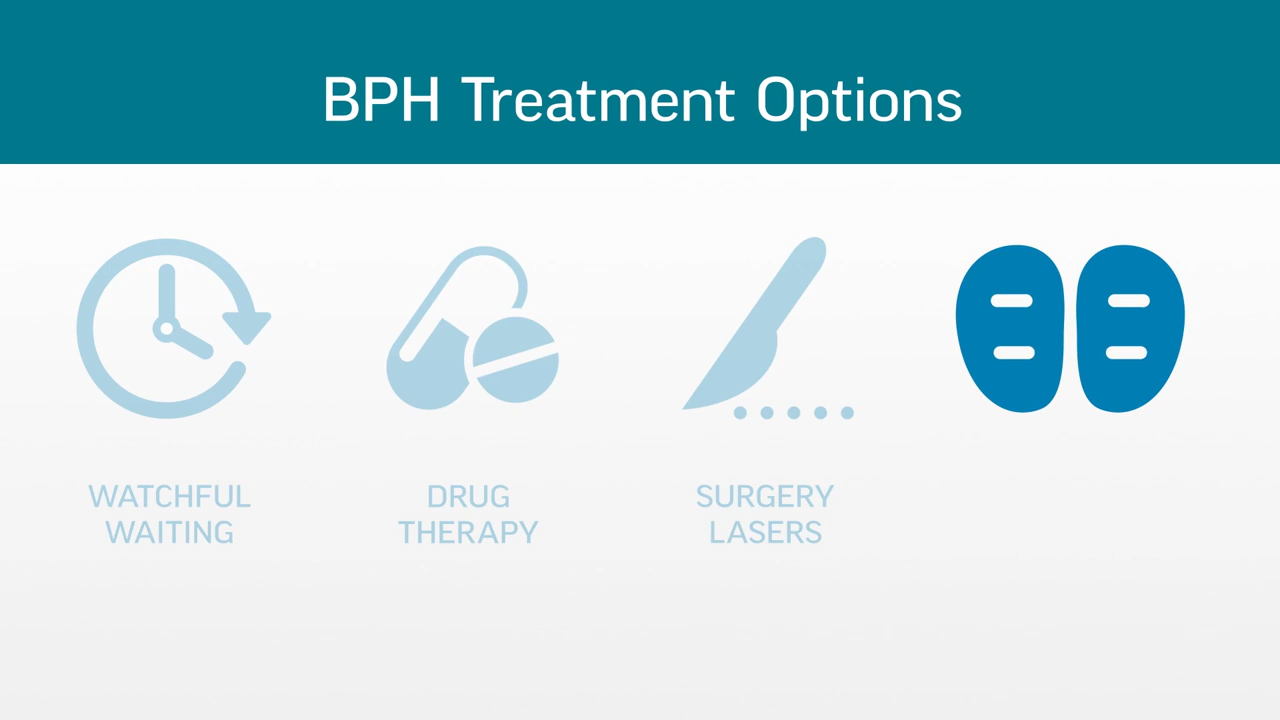 BPH Treatment Options
WATCHFUL
WAITING
DRUG
THERAPY
SURGERY
LASERS